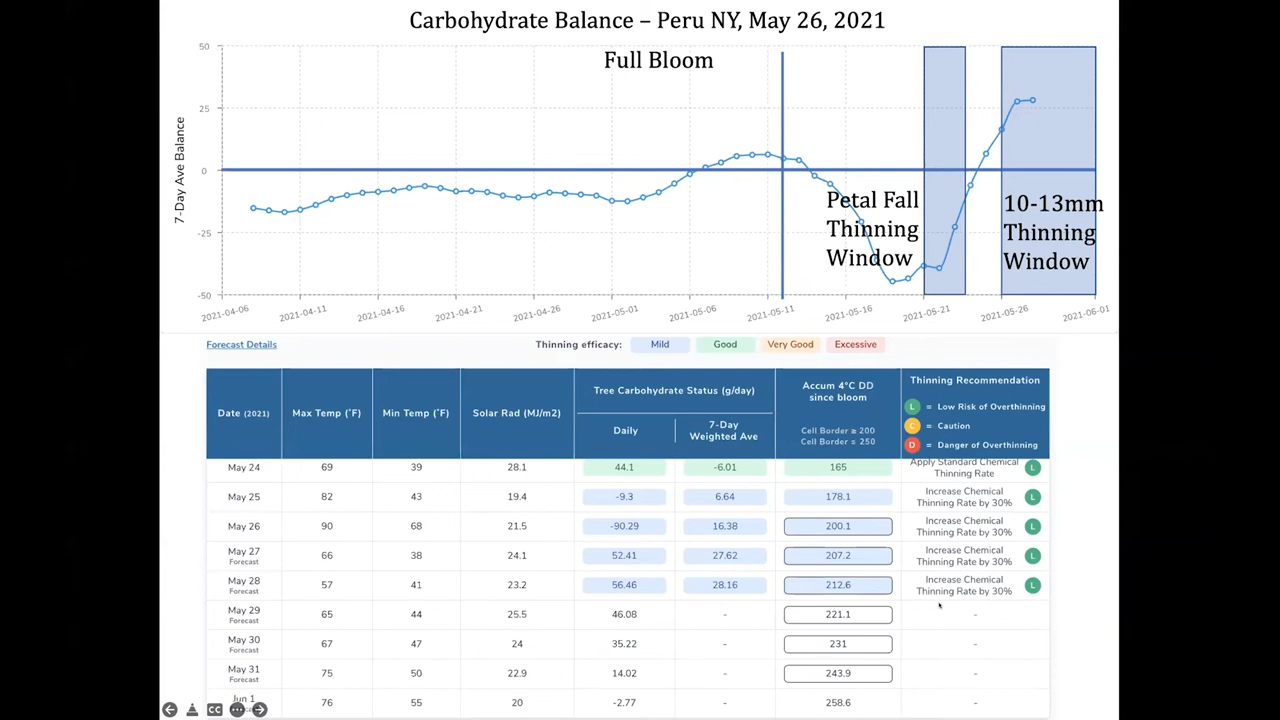 Carbohydrate Balance – Peru NY, May 26, 2021
50
Full Bloom
25
0
-25
-50
7-Day Ave Balance
Petal Fall
Thinning
Window
10-13mm
Thinning
Window
2021-04-06 2021-04-11 2021-04-16 2021-04-21 2021-04-26 2021-05-01 2021-05-06 2021-05-11 2021-05-16 2021-05-21 2021-05-26 2021-06-01
Forecast Details Thinning efficacy: Mild Good Very Good Excessive
Date (2021) Max Temp (°F) Min Temp (°F) Solar Rad (MJ/m2)
Tree Carbohydrate Status (g/day)
Daily
7-Day
Weighted Ave
Accum 4°C DD
since bloom
Cell Border ≥ 200
Cell Border ≤ 250
Thinning Recommendation
L = Low Risk of Overthinning
C = Caution
D = Danger of Overthinning
May 24 69 39 28.1 44.1 -6.01 165 Apply Standard Chemical
Thinning Rate L
May 25 82 43 19.4 -9.3 6.64 178.1 Increase Chemical
Thinning Rate by 30% L
May 26 90 68 21.5 -90.29 16.38 200.1 Increase Chemical
Thinning Rate by 30% L
May 27 66 38 24.1 52.41 27.62 207.2 Increase Chemical
Forecast Thinning Rate by 30% L
May 28 57 41 23.2 56.46 28.16 212.6 Increase Chemical
Forecast Thinning Rate by 30% L
May 29 65 44 25.5 46.08 - 221.1 -
Forecast
May 30 67 47 24 35.22 - 231 -
Forecast
May 31 75 50 22.9 14.02 - 243.9 -
Forecast
Jun 1 76 55 20 -2.77 - 258.6 -
CC